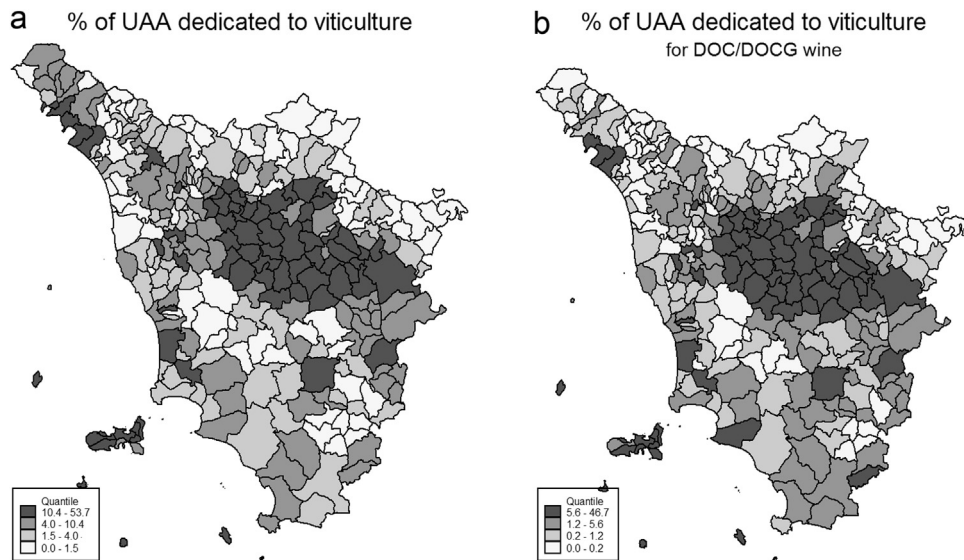 a % of UAA dedicated to viticulture
Quantile
10.4 - 53.7
4.0 - 10.4
1.5 - 4.0
0.0 - 1.5
b % of UAA dedicated to viticulture
for DOC/DOCG wine
Quantile
5.6 - 46.7
1.2 - 5.6
0.2 - 1.2
0.0 - 0.2